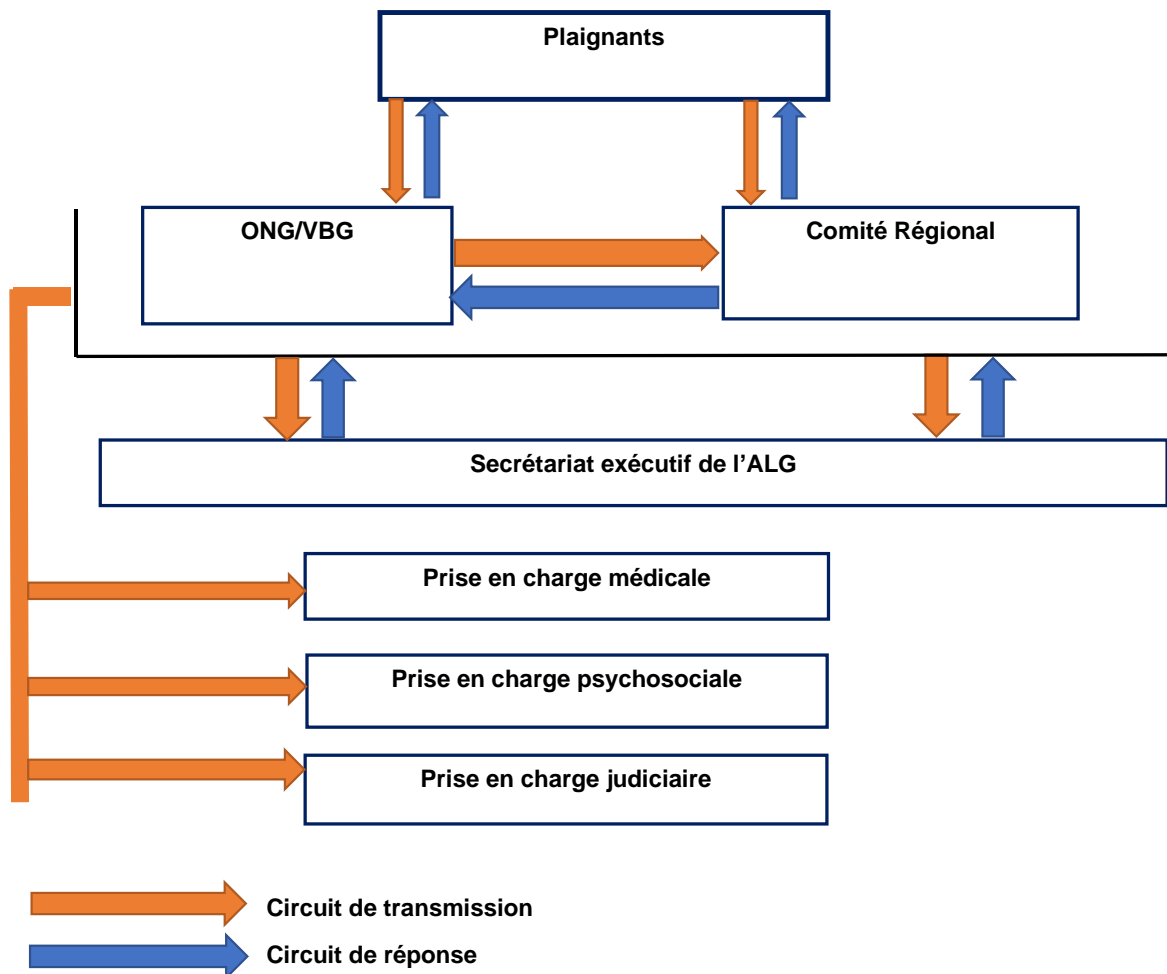 Plaignants
ONG/VBG
Comité Régional
Secrétariat exécutif de l’ALG
Prise en charge médicale
Prise en charge psychosociale
Prise en charge judiciaire
Circuit de transmission
Circuit de réponse